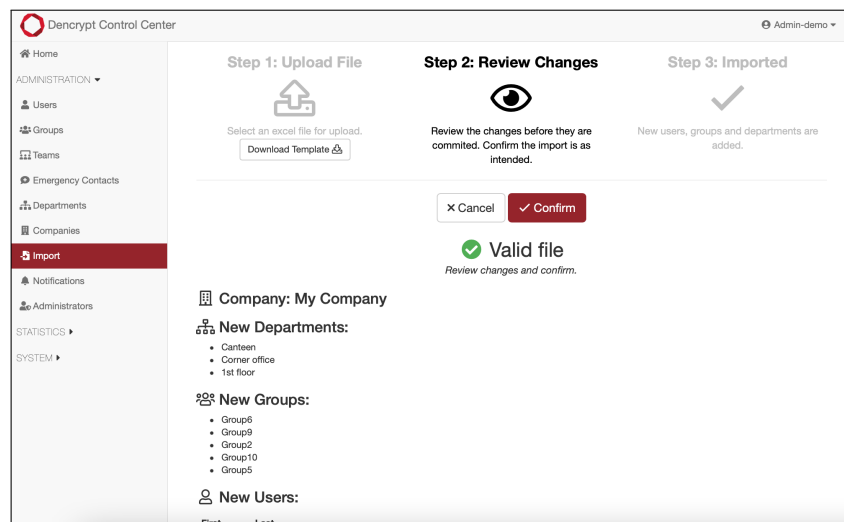 Dencrypt Control Center
Admin-demo
Home
ADMINISTRATION
Users
Groups
Teams
Emergency Contacts
Departments
Companies
Import
Notifications
Administrators
STATISTICS
SYSTEM
Step 1: Upload File
Select an excel file for upload.
Download Template
Step 2: Review Changes
Review the changes before they are
commited. Confirm the import is as
intended.
Step 3: Imported
New users, groups and departments are
added.
Cancel
Confirm
Valid file
Review changes and confirm.
Company: My Company
New Departments:
Canteen
Corner office
1st floor
New Groups:
Group6
Group9
Group2
Group10
Group5
New Users: